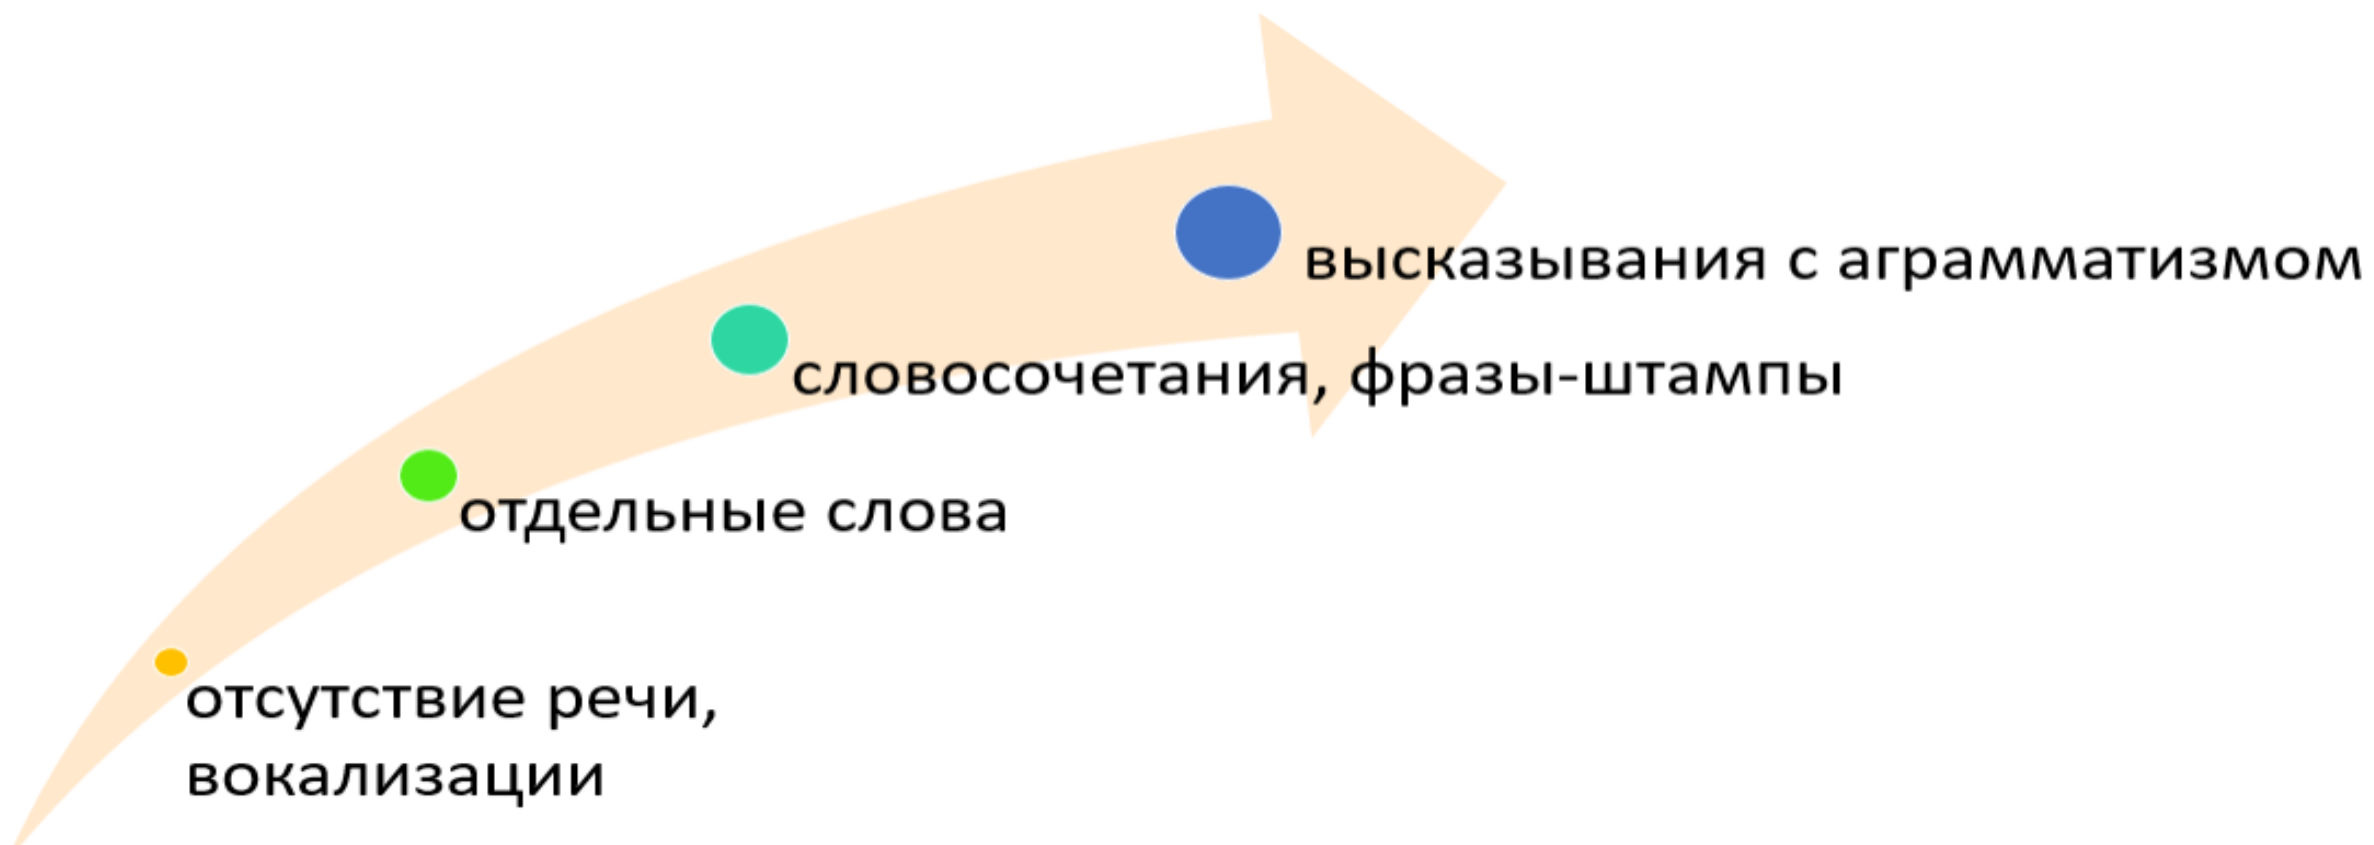 высказывания с аграмматизмом
словосочетания, фразы-штампы
отдельные слова
отсутствие речи,
вокализации